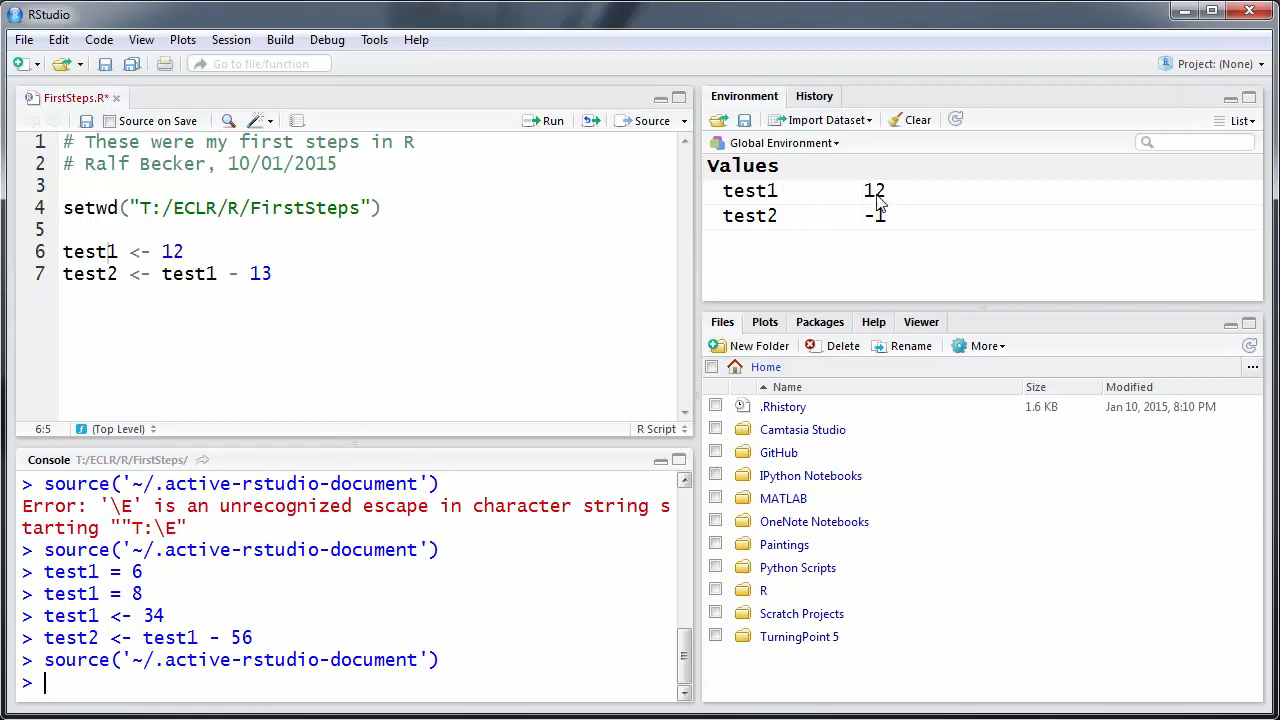 RStudio
File Edit Code View Plots Session Build Debug Tools Help
Go to file/function
Project: (None)
FirstSteps.R*
Source on Save
Run
Source
1 # These were my first steps in R
2 # Ralf Becker, 10/01/2015
3
4 setwd("T:/ECLR/R/FirstSteps")
5
6 test1 <- 12
7 test2 <- test1 - 13
6:5 (Top Level) R Script
Console T:/ECLR/R/FirstSteps/
> source('~/.active-rstudio-document')
Error: '\E' is an unrecognized escape in character string s
tarting ""T:\E"
> source('~/.active-rstudio-document')
> test1 = 6
> test1 = 8
> test1 <- 34
> test2 <- test1 - 56
> source('~/.active-rstudio-document')
>
Environment History
Import Dataset Clear List
Global Environment
Values
test1 12
test2 -1
Files Plots Packages Help Viewer
New Folder Delete Rename More
Home ...
Name Size Modified
.Rhistory 1.6 KB Jan 10, 2015, 8:10 PM
Camtasia Studio
GitHub
IPython Notebooks
MATLAB
OneNote Notebooks
Paintings
Python Scripts
R
Scratch Projects
TurningPoint 5